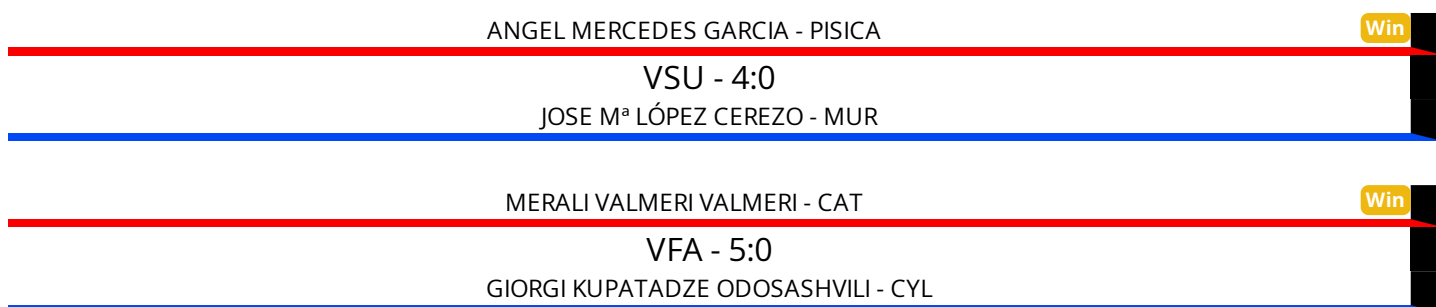 ANGEL MERCEDES GARCIA - PISICA Win
VSU - 4:0
JOSE Mª LÓPEZ CEREZO - MUR
MERALI VALMERI VALMERI - CAT Win
VFA - 5:0
GIORGI KUPATADZE ODOSASHVILI - CYL